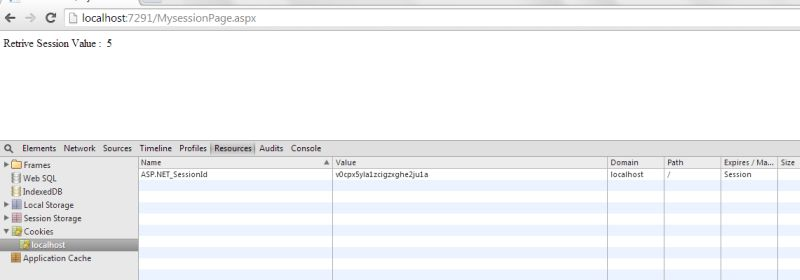 localhost:7291/MysessionPage.aspx
Retrive Session Value : 5
Elements Network Sources Timeline Profiles Resources Audits Console
Frames
Web SQL
IndexedDB
Local Storage
Session Storage
Cookies
localhost
Application Cache
Name Value Domain Path Expires / Ma... Size
ASP.NET_SessionId v0cpx5yla1zcigzxghe2ju1a localhost / Session